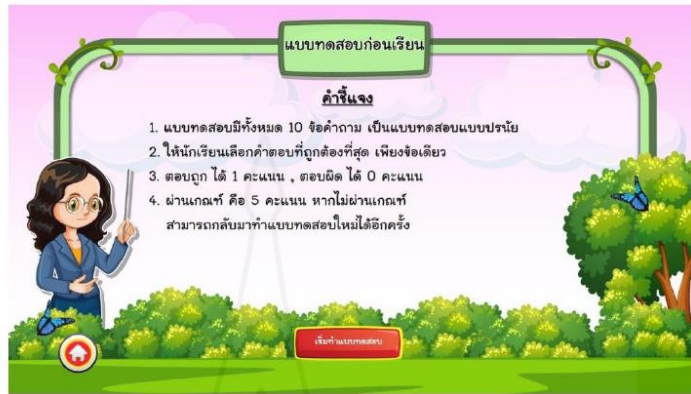 แบบทดสอบก่อนเรียน
คำชี้แจง
1. แบบทดสอบมีทั้งหมด 10 ข้อคำถาม เป็นแบบทดสอบแบบปรนัย
2. ให้นักเรียนเลือกคำตอบที่ถูกต้องที่สุด เพียงข้อเดียว
3. ตอบถูก ได้ 1 คะแนน , ตอบผิด ได้ 0 คะแนน
4. ผ่านเกณฑ์ คือ 5 คะแนน หากไม่ผ่านเกณฑ์
สามารถกลับมาทำแบบทดสอบใหม่ได้อีกครั้ง
เริ่มทำแบบทดสอบ